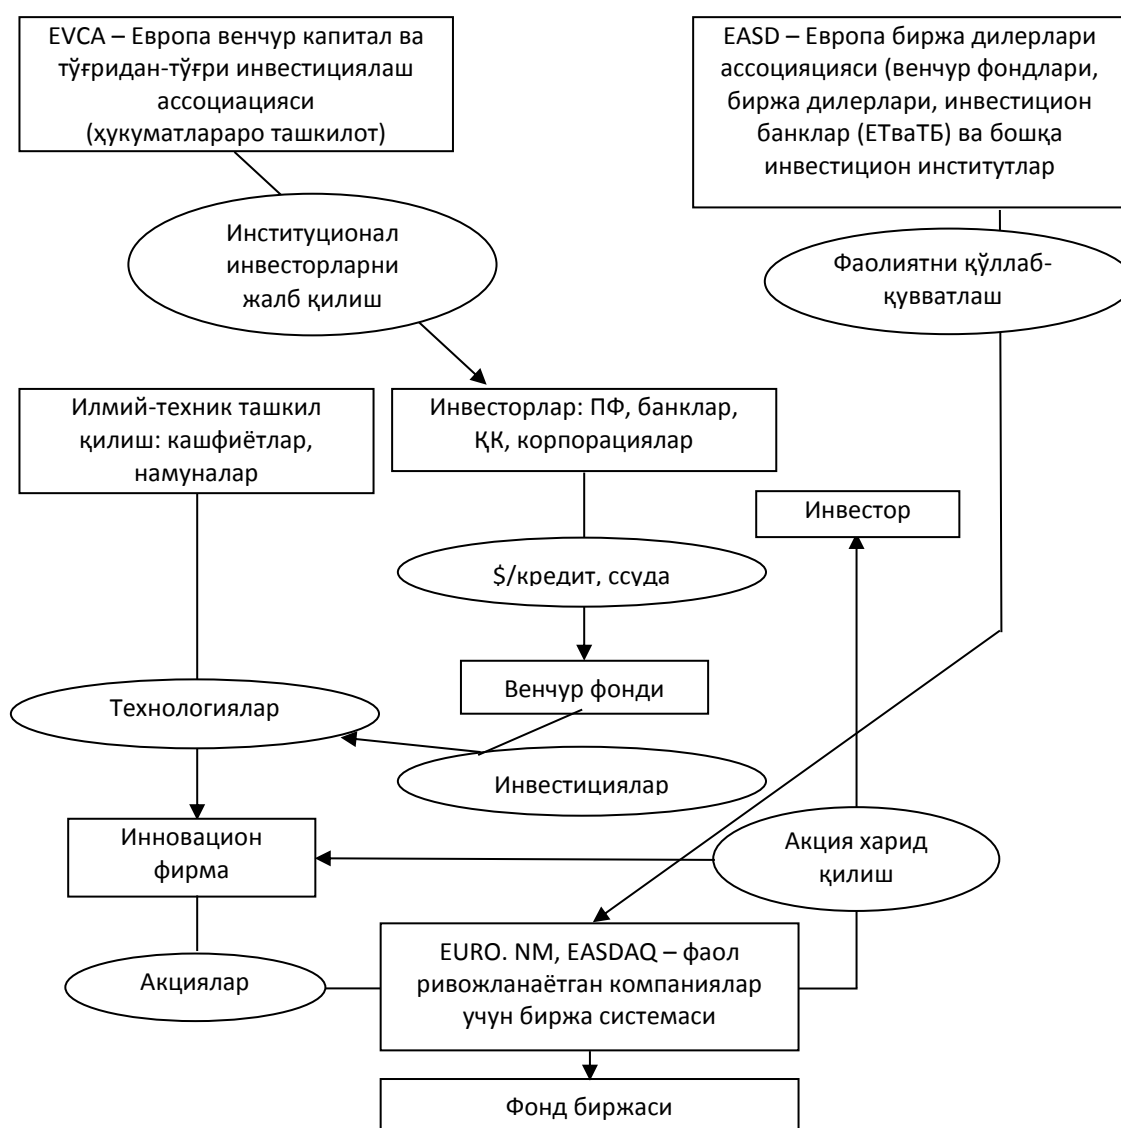 EVCA – Европа венчур капитал ва
тўғридан-тўғри инвестициялаш
ассоциацияси
(ҳукуматлараро ташкилот)
EASD – Европа биржа дилерлари
ассоцияцияси (венчур фондлари,
биржа дилерлари, инвестицион
банклар (ЕТваТБ) ва бошқа
инвестицион институтлар
Институционал
инвесторларни
жалб қилиш
Фаолиятни қўллаб-
қувватлаш
Илмий-техник ташкил
қилиш: кашфиётлар,
намуналар
Инвесторлар: ПФ, банклар,
ҚК, корпорациялар
Инвестор
$/кредит, ссуда
Венчур фонди
Технологиялар
Инвестициялар
Инновацион
фирма
Акция харид
қилиш
EURO. NM, EASDAQ – фаол
ривожланаётган компаниялар
учун биржа системаси
Акциялар
Фонд биржаси